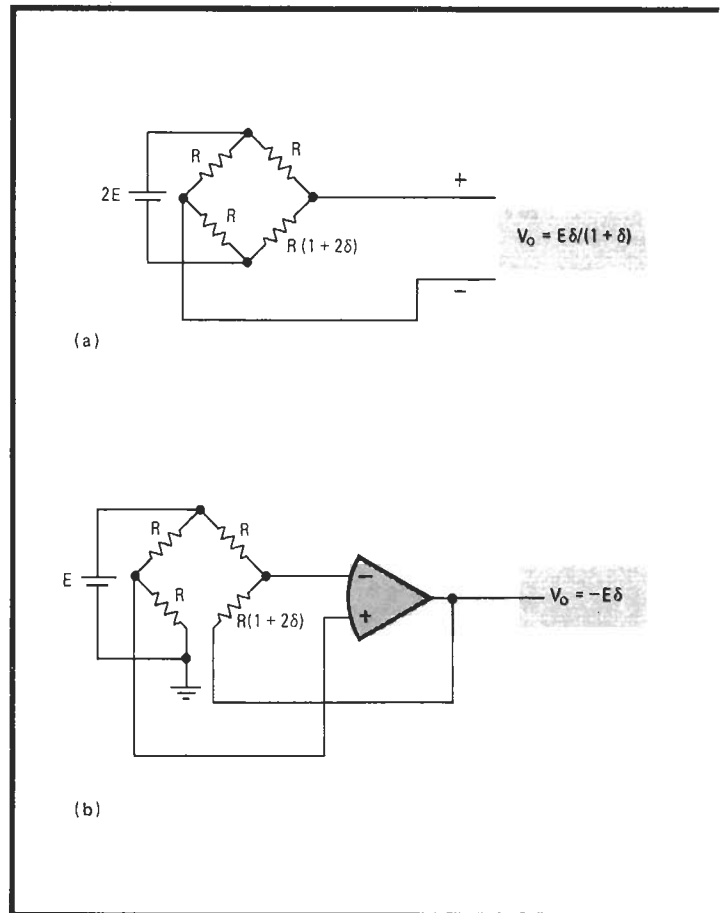 R
R
2E
R
R(1 + 2δ)
+
−
V₀ = Eδ/(1 + δ)
(a)
R
R
E
R
R(1+2δ)
−
+
V₀ = −Eδ
(b)